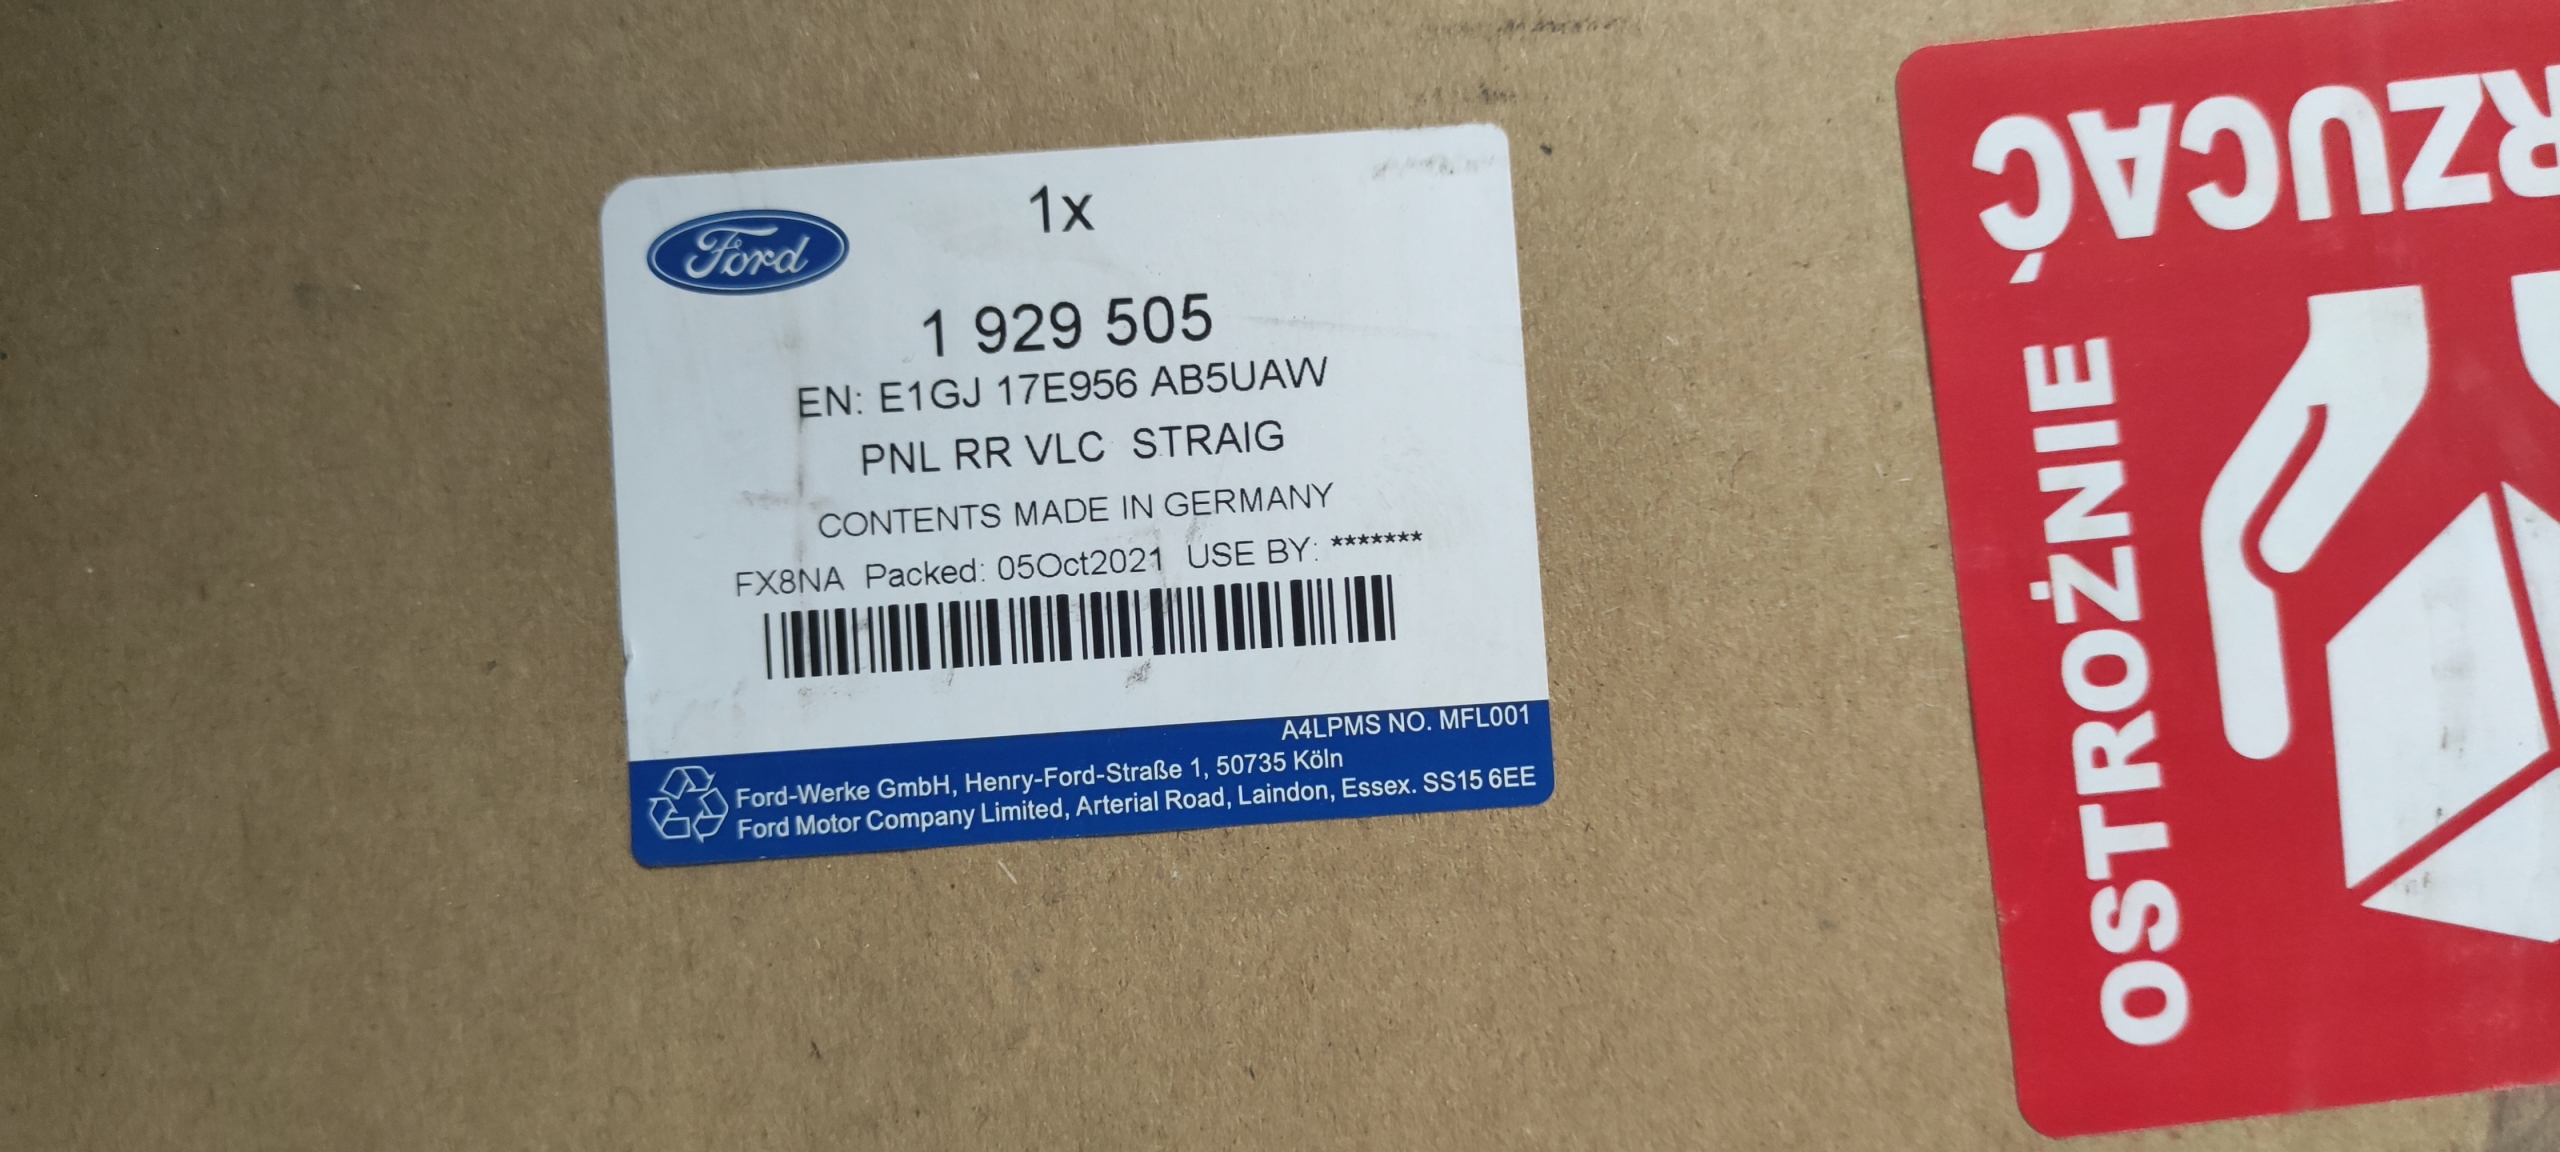 1x
Ford
1 929 505
EN: E1GJ 17E956 AB5UAW
PNL RR VLC STRAIG
CONTENTS MADE IN GERMANY
FX8NA Packed: 05Oct2021 USE BY: *******
A4LPMS NO. MFL001
Ford-Werke GmbH, Henry-Ford-Straße 1, 50735 Köln
Ford Motor Company Limited, Arterial Road, Laindon, Essex. SS15 6EE
OSTROŻNIE
RZUCAĆ